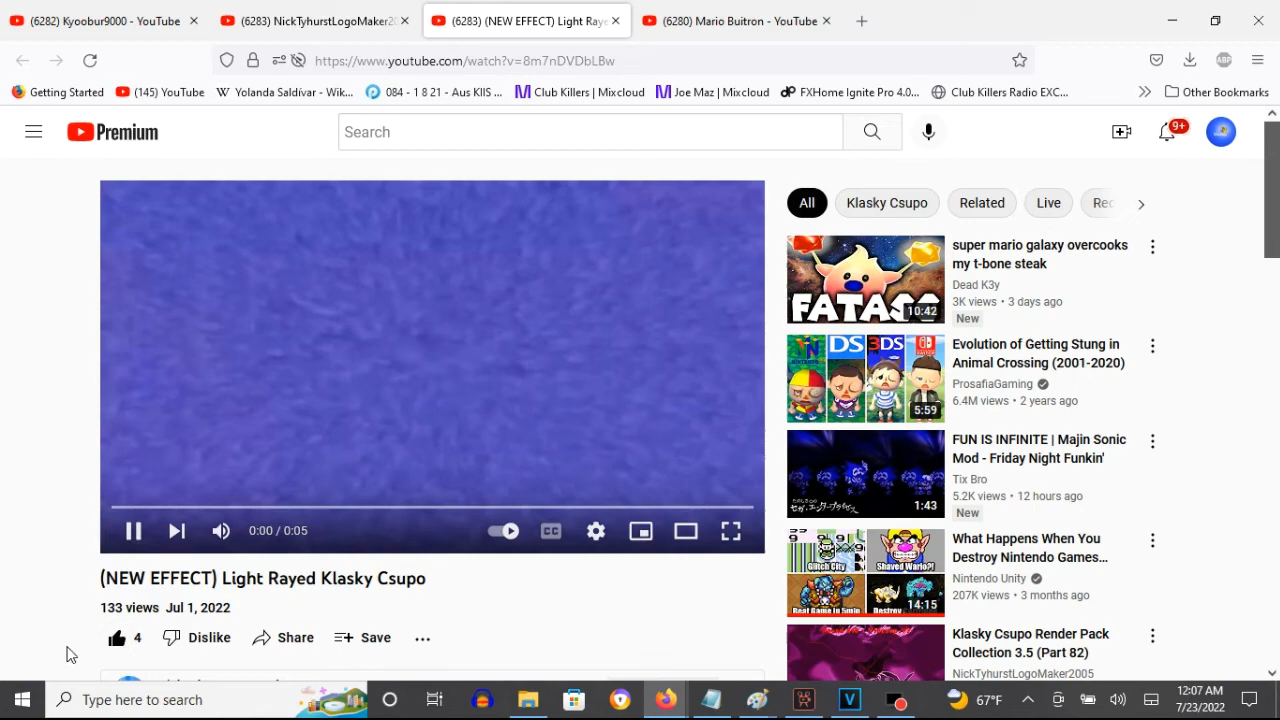 (6282) Kyoobur9000 - YouTube
(6283) NickTyhurstLogoMaker20
(6283) (NEW EFFECT) Light Raye
(6280) Mario Buitron - YouTube
https://www.youtube.com/watch?v=8m7nDVDbLBw
ABP
Getting Started
(145) YouTube
Yolanda Saldívar - Wik...
084 - 1 8 21 - Aus KIIS ...
Club Killers | Mixcloud
Joe Maz | Mixcloud
FXHome Ignite Pro 4.0...
Club Killers Radio EXC...
Other Bookmarks
Premium
Search
9+
All
Klasky Csupo
Related
Live
Rec
super mario galaxy overcooks
my t-bone steak
Dead K3y
3K views • 3 days ago
New
FATASS
10:42
DS
3DS
Evolution of Getting Stung in
Animal Crossing (2001-2020)
ProsafiaGaming
6.4M views • 2 years ago
5:59
FUN IS INFINITE | Majin Sonic
Mod - Friday Night Funkin'
Tix Bro
5.2K views • 12 hours ago
New
1:43
What Happens When You
Destroy Nintendo Games...
Nintendo Unity
207K views • 3 months ago
Glitch City
Shaved Wario?!
Real Game In 5min
Destroy
14:15
Klasky Csupo Render Pack
Collection 3.5 (Part 82)
NickTyhurstLogoMaker2005
0:00 / 0:05
CC
(NEW EFFECT) Light Rayed Klasky Csupo
133 views Jul 1, 2022
4
Dislike
Share
Save
Type here to search
67°F
12:07 AM
7/23/2022